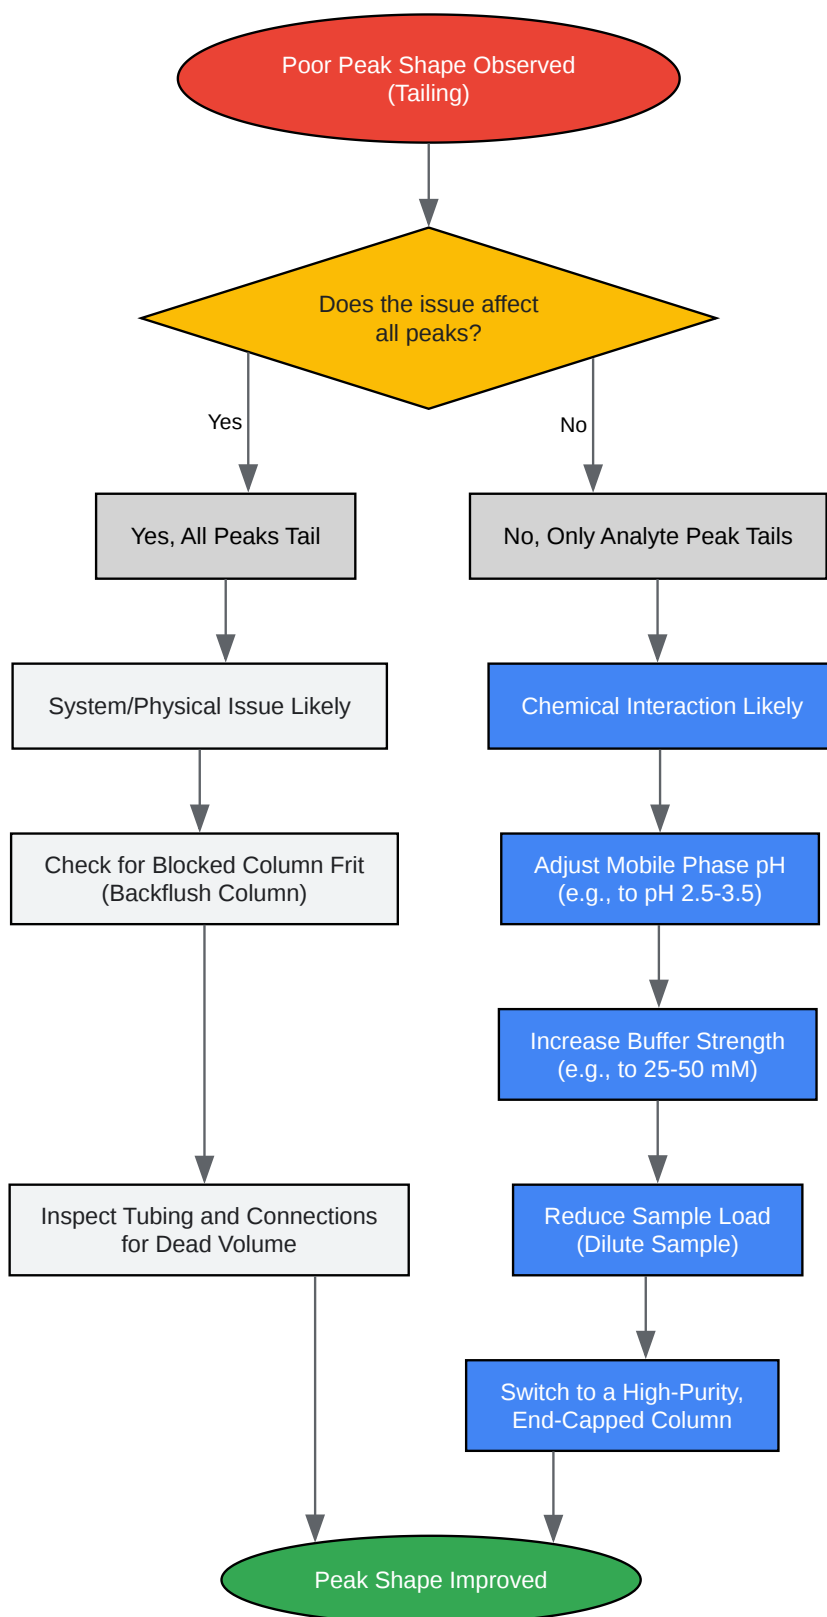 Poor Peak Shape Observed
(Tailing)
Does the issue affect
all peaks?
Yes
No
Yes, All Peaks Tail
No, Only Analyte Peak Tails
System/Physical Issue Likely
Chemical Interaction Likely
Check for Blocked Column Frit
(Backflush Column)
Adjust Mobile Phase pH
(e.g., to pH 2.5-3.5)
Increase Buffer Strength
(e.g., to 25-50 mM)
Inspect Tubing and Connections
for Dead Volume
Reduce Sample Load
(Dilute Sample)
Switch to a High-Purity,
End-Capped Column
Peak Shape Improved